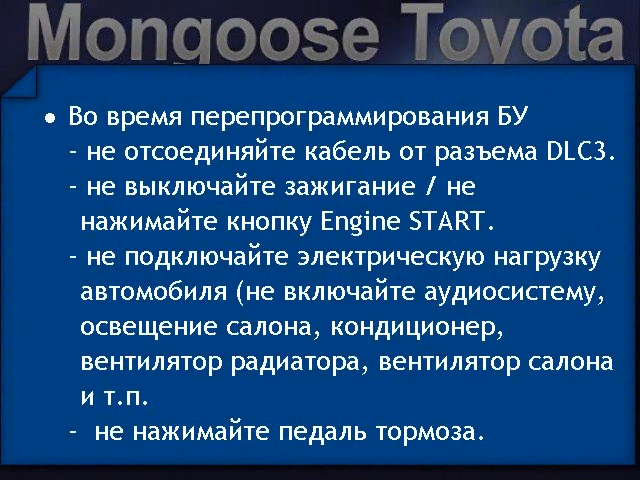 Mongoose Toyota
● Во время перепрограммирования БУ
- не отсоединяйте кабель от разъема DLC3.
- не выключайте зажигание / не
нажимайте кнопку Engine START.
- не подключайте электрическую нагрузку
автомобиля (не включайте аудиосистему,
освещение салона, кондиционер,
вентилятор радиатора, вентилятор салона
и т.п.
- не нажимайте педаль тормоза.